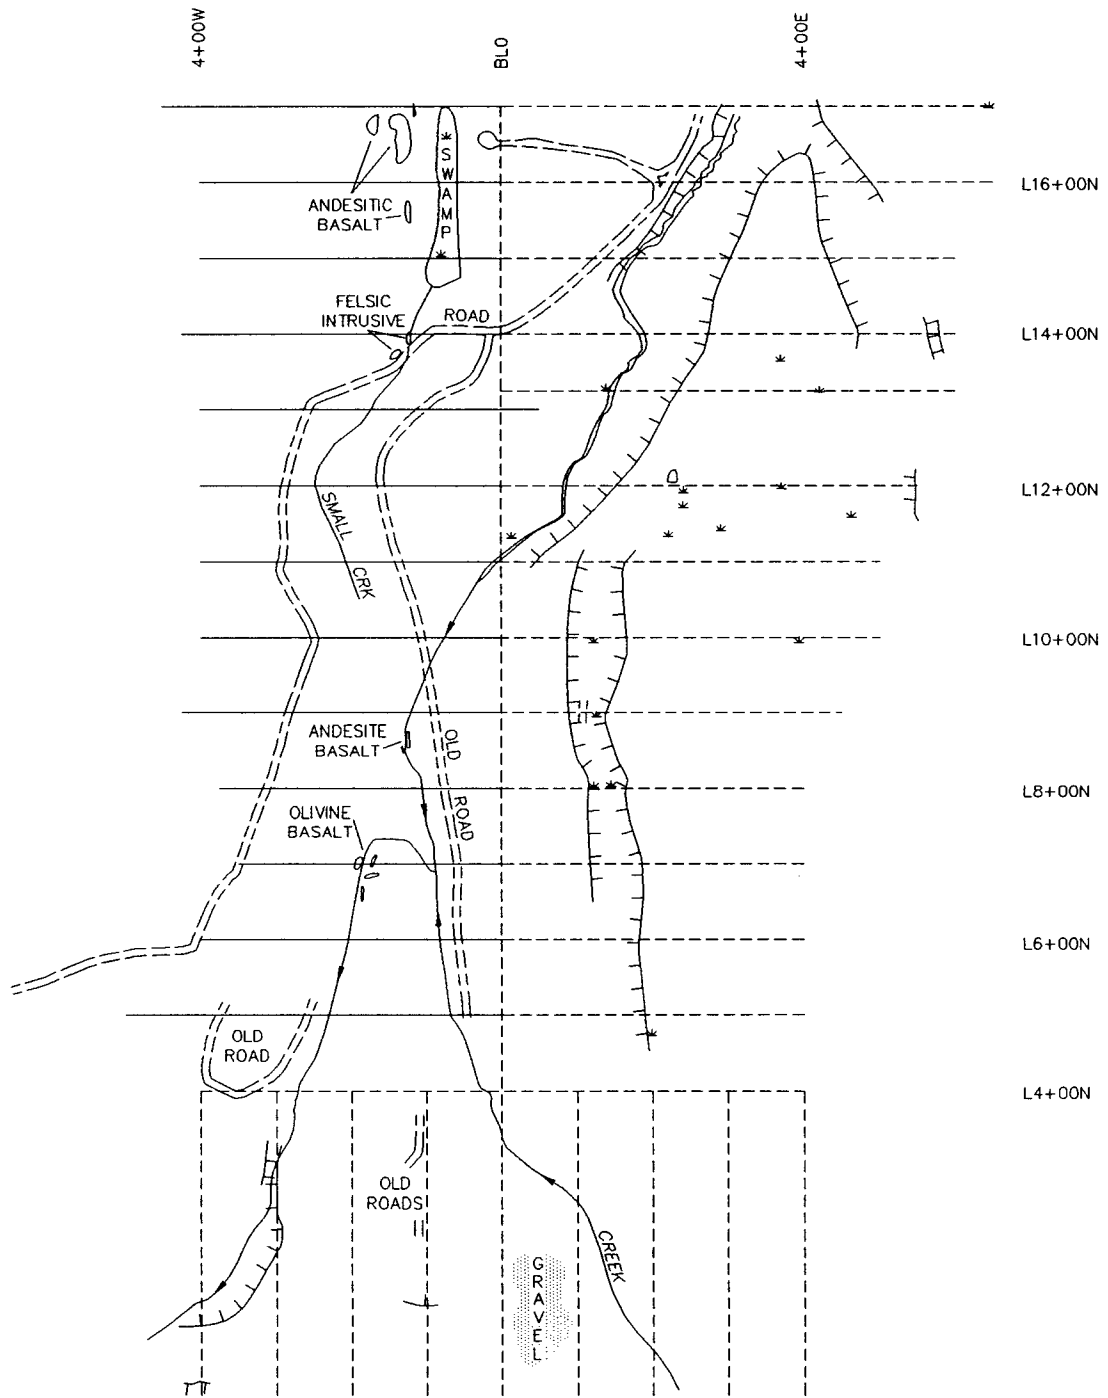 4+00W
BL0
4+00E
SWAMP
L16+00N
ANDESITIC
BASALT
FELSIC
INTRUSIVE
ROAD
L14+00N
L12+00N
SMALL
CRK
L10+00N
ANDESITE
BASALT
OLD
ROAD
L8+00N
OLIVINE
BASALT
L6+00N
OLD
ROAD
L4+00N
OLD
ROADS
CREEK
GRAVEL